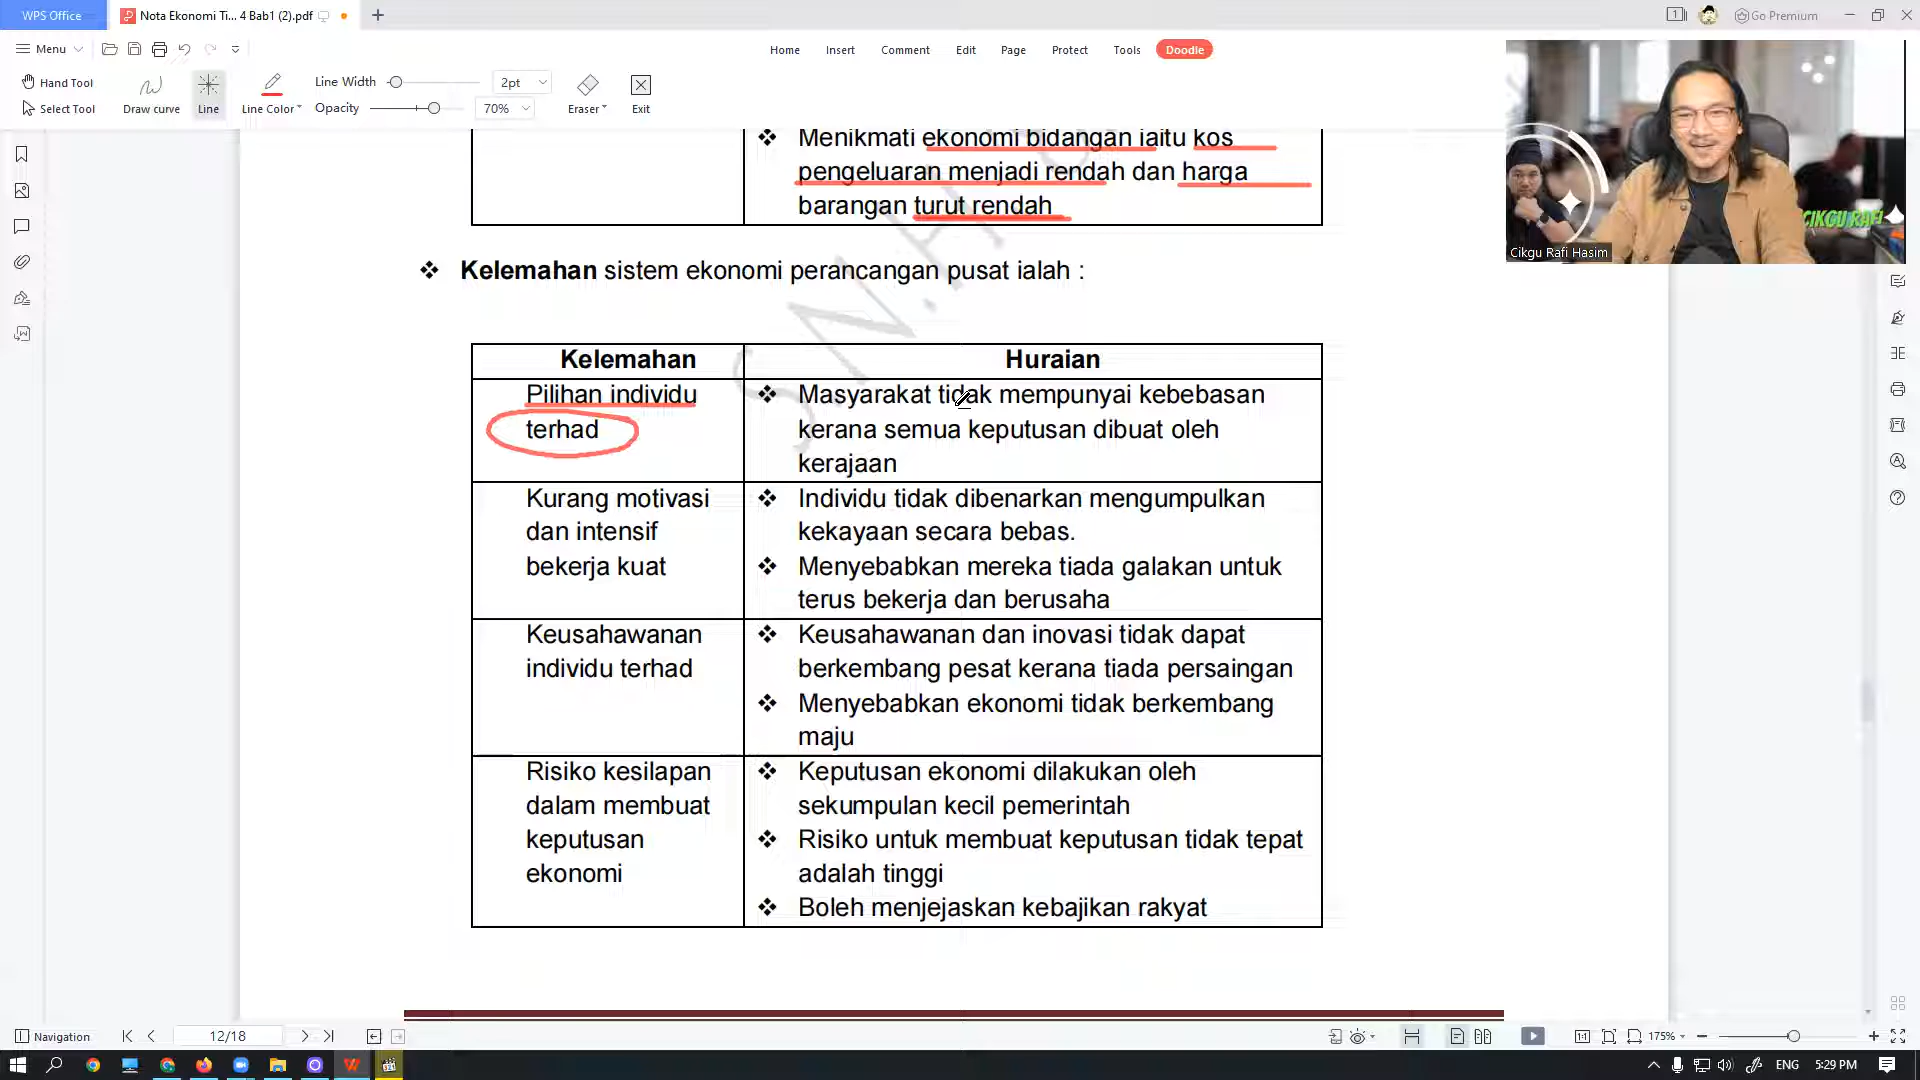 WPS Office
Nota Ekonomi Ti... 4 Bab1 (2).pdf
1
Go Premium
Menu
Home Insert Comment Edit Page Protect Tools Doodle
Hand Tool
Select Tool
Draw curve
Line
Line Color
Line Width
2pt
Opacity
70%
Eraser
Exit
Menikmati ekonomi bidangan iaitu kos
pengeluaran menjadi rendah dan harga
barangan turut rendah
CIKGU RAFI
Cikgu Rafi Hasim
Kelemahan sistem ekonomi perancangan pusat ialah :
Kelemahan
Huraian
Pilihan individu
terhad
Masyarakat tidak mempunyai kebebasan
kerana semua keputusan dibuat oleh
kerajaan
Kurang motivasi
dan intensif
bekerja kuat
Individu tidak dibenarkan mengumpulkan
kekayaan secara bebas.
Menyebabkan mereka tiada galakan untuk
terus bekerja dan berusaha
Keusahawanan
individu terhad
Keusahawanan dan inovasi tidak dapat
berkembang pesat kerana tiada persaingan
Menyebabkan ekonomi tidak berkembang
maju
Risiko kesilapan
dalam membuat
keputusan
ekonomi
Keputusan ekonomi dilakukan oleh
sekumpulan kecil pemerintah
Risiko untuk membuat keputusan tidak tepat
adalah tinggi
Boleh menjejaskan kebajikan rakyat
Navigation
12/18
175%
ENG
5:29 PM